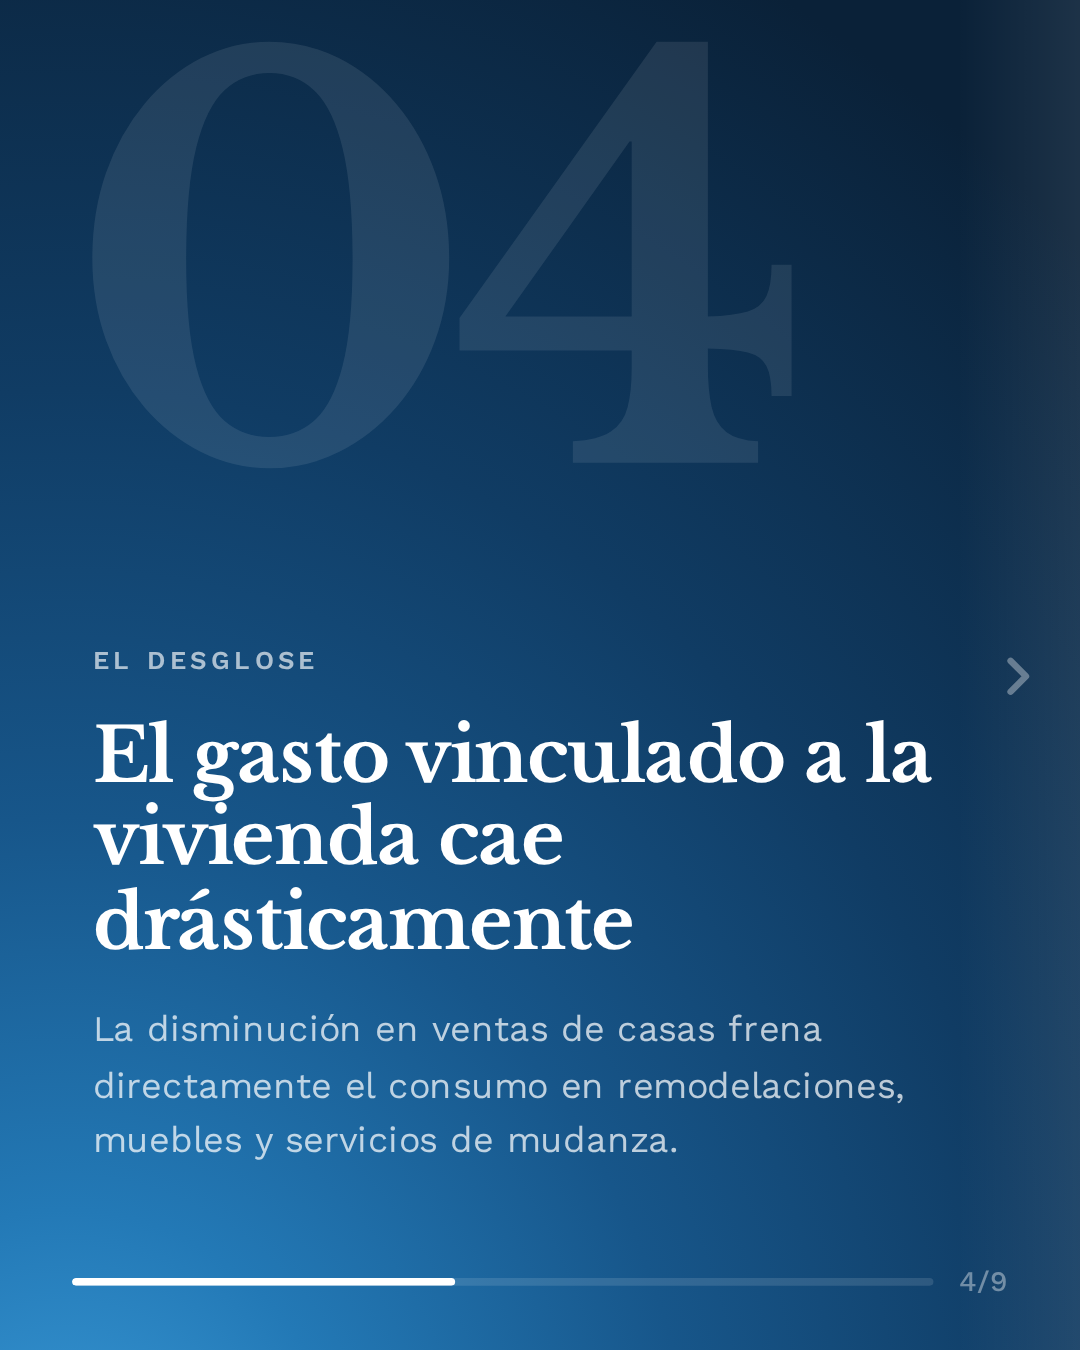 04
EL DESGLOSE
El gasto vinculado a la
vivienda cae
drásticamente
La disminución en ventas de casas frena
directamente el consumo en remodelaciones,
muebles y servicios de mudanza.
4/9